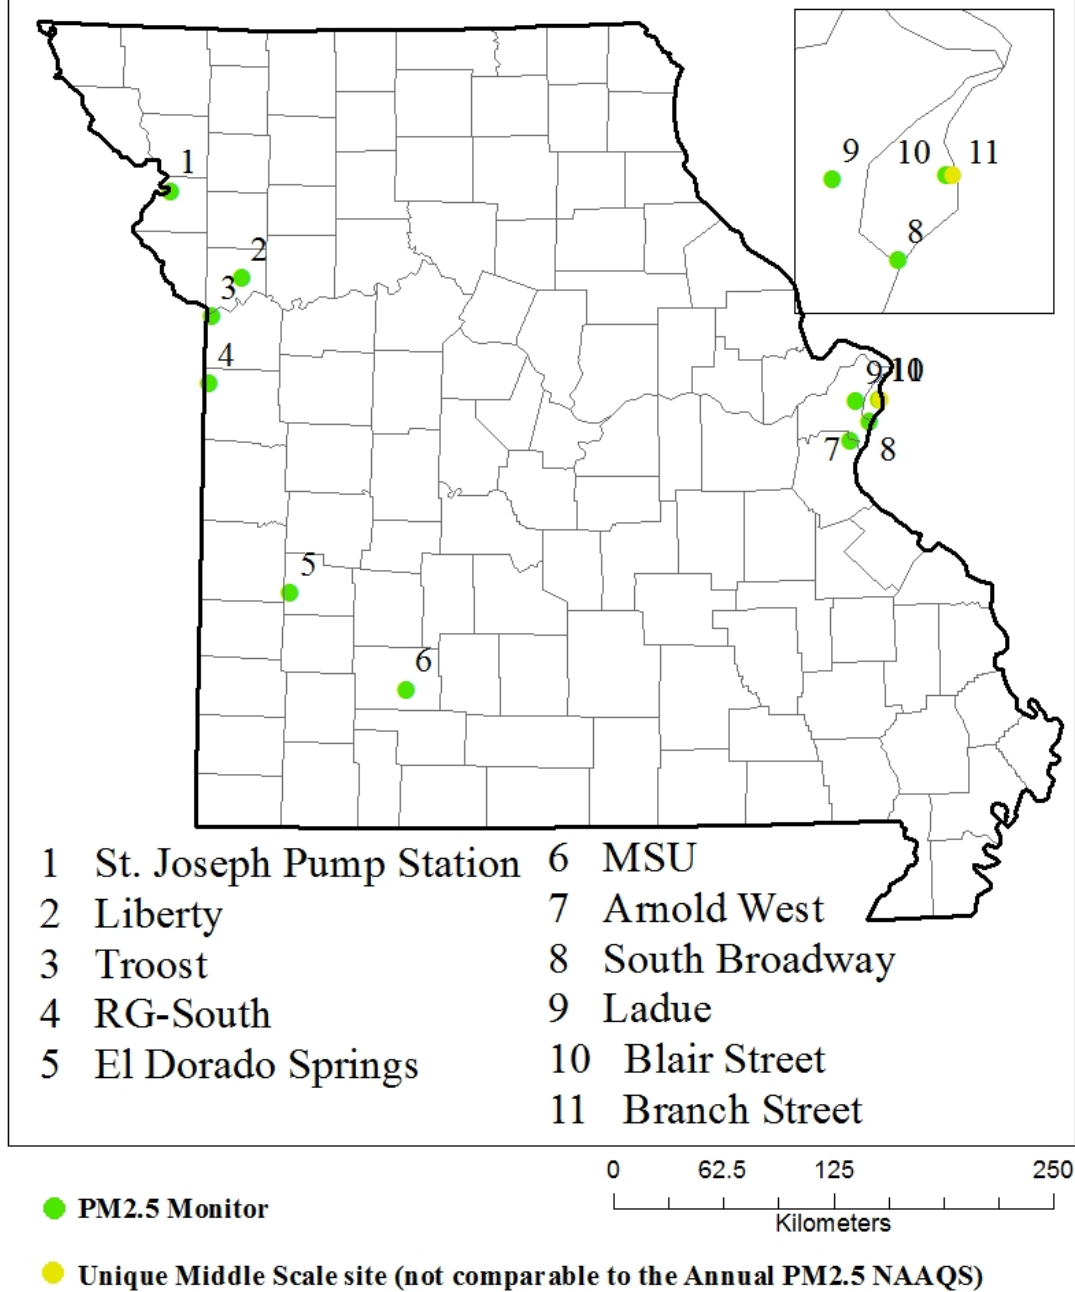 1
2
3
4
5
6
7
8
9
10
11
9
10
11
8
1 St. Joseph Pump Station
2 Liberty
3 Troost
4 RG-South
5 El Dorado Springs
6 MSU
7 Arnold West
8 South Broadway
9 Ladue
10 Blair Street
11 Branch Street
0 62.5 125 250
Kilometers
PM2.5 Monitor
Unique Middle Scale site (not comparable to the Annual PM2.5 NAAQS)